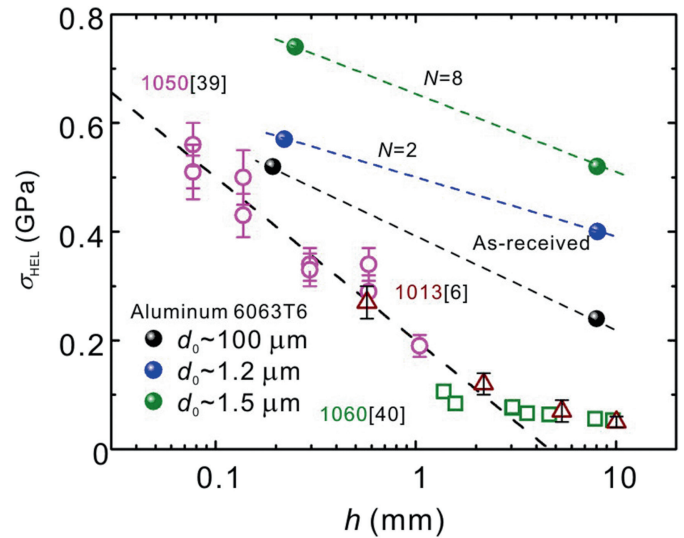 0.8
0.6
0.4
0.2
0
σHEL (GPa)
1050[39]
N=8
N=2
As-received
1013[6]
Aluminum 6063T6
d0~100 μm
d0~1.2 μm
d0~1.5 μm
1060[40]
0.1 1 10
h (mm)